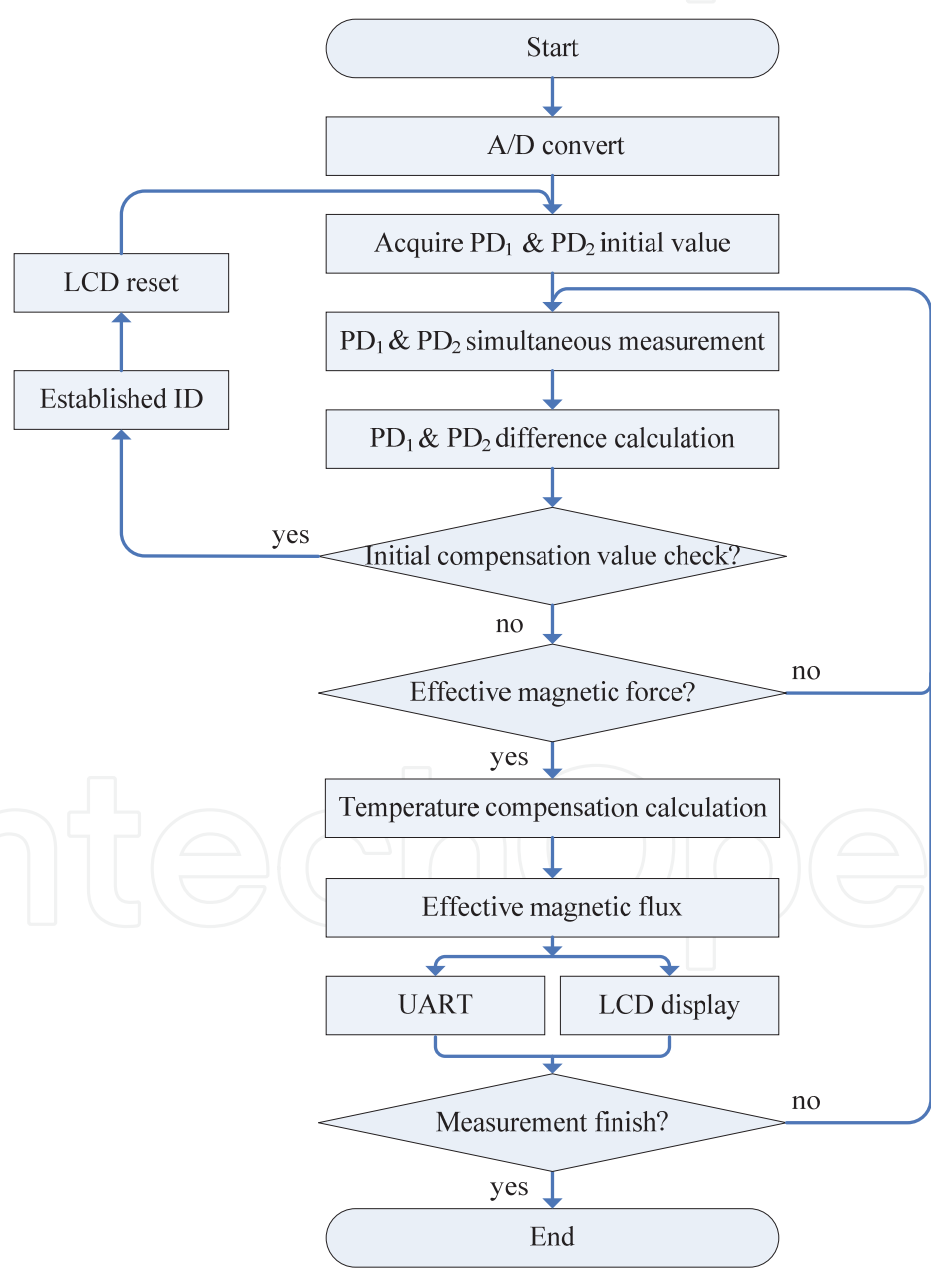 Start
A/D convert
Acquire PD₁ & PD₂ initial value
LCD reset
PD₁ & PD₂ simultaneous measurement
Established ID
PD₁ & PD₂ difference calculation
yes
Initial compensation value check?
no
Effective magnetic force?
no
yes
Temperature compensation calculation
Effective magnetic flux
UART
LCD display
Measurement finish?
no
yes
End